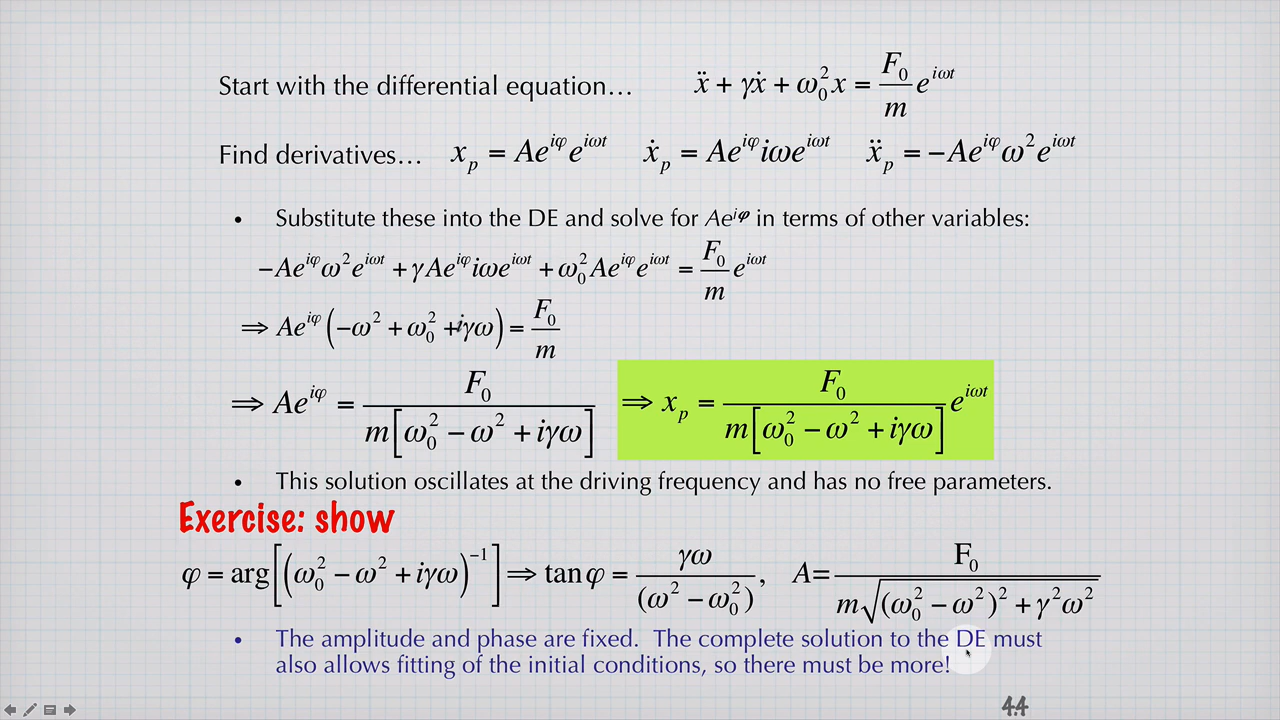 Start with the differential equation… ẍ + γẋ + ω₀²x = F₀/m e^{iωt}
Find derivatives… x_p = Ae^{iφ}e^{iωt} ẋ_p = Ae^{iφ}iωe^{iωt} ẍ_p = −Ae^{iφ}ω²e^{iωt}
• Substitute these into the DE and solve for Ae^{iφ} in terms of other variables:
−Ae^{iφ}ω²e^{iωt} + γAe^{iφ}iωe^{iωt} + ω₀²Ae^{iφ}e^{iωt} = F₀/m e^{iωt}
⇒ Ae^{iφ}(−ω² + ω₀² + iγω) = F₀/m
⇒ Ae^{iφ} = F₀/m[ω₀² − ω² + iγω] ⇒ x_p = F₀/m[ω₀² − ω² + iγω] e^{iωt}
• This solution oscillates at the driving frequency and has no free parameters.
Exercise: show
φ = arg[(ω₀² − ω² + iγω)^{−1}] ⇒ tan φ = γω/(ω² − ω₀²), A= F₀/m√((ω₀² − ω²)² + γ²ω²)
• The amplitude and phase are fixed. The complete solution to the DE must
also allows fitting of the initial conditions, so there must be more!
4.4